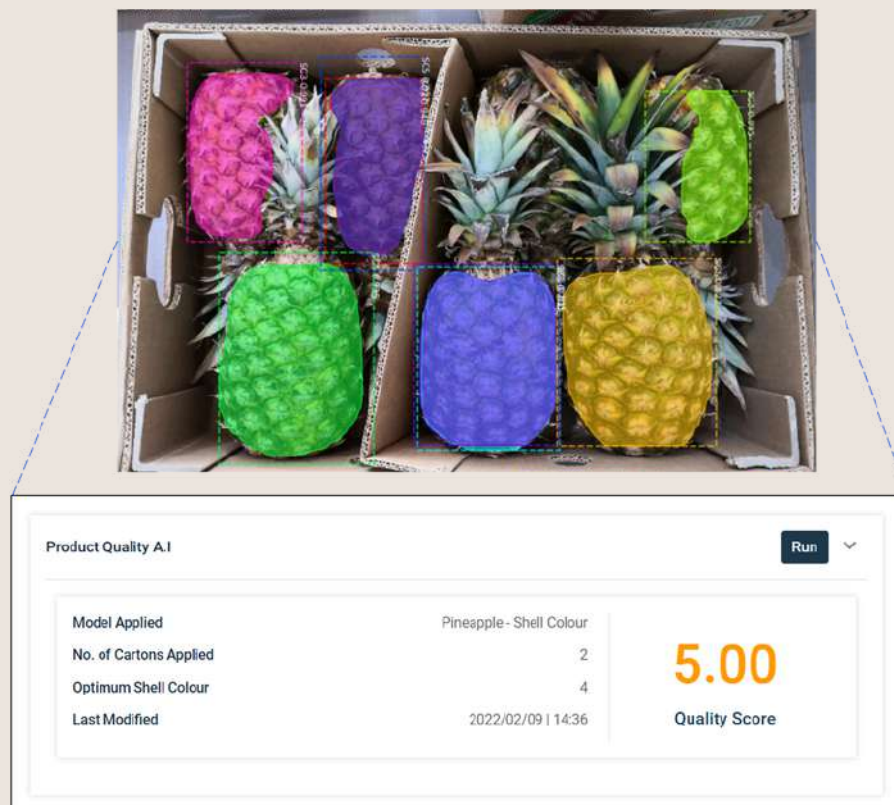 Product Quality A.I
Run
Model Applied
Pineapple - Shell Colour
No. of Cartons Applied
2
Optimum Shell Colour
4
Last Modified
2022/02/09 | 14:36
5.00
Quality Score